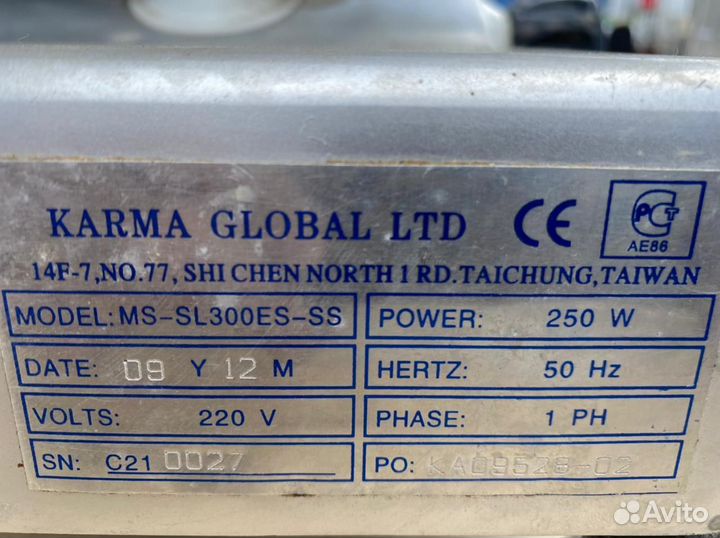 KARMA GLOBAL LTD CE PCT
AE86
14F-7,NO.77, SHI CHEN NORTH 1 RD.TAICHUNG,TAIWAN
MODEL: MS-SL300ES-SS POWER: 250 W
DATE: 09 Y 12 M HERTZ: 50 Hz
VOLTS: 220 V PHASE: 1 PH
SN: C21 0027 PO: KA09528-02
Avito